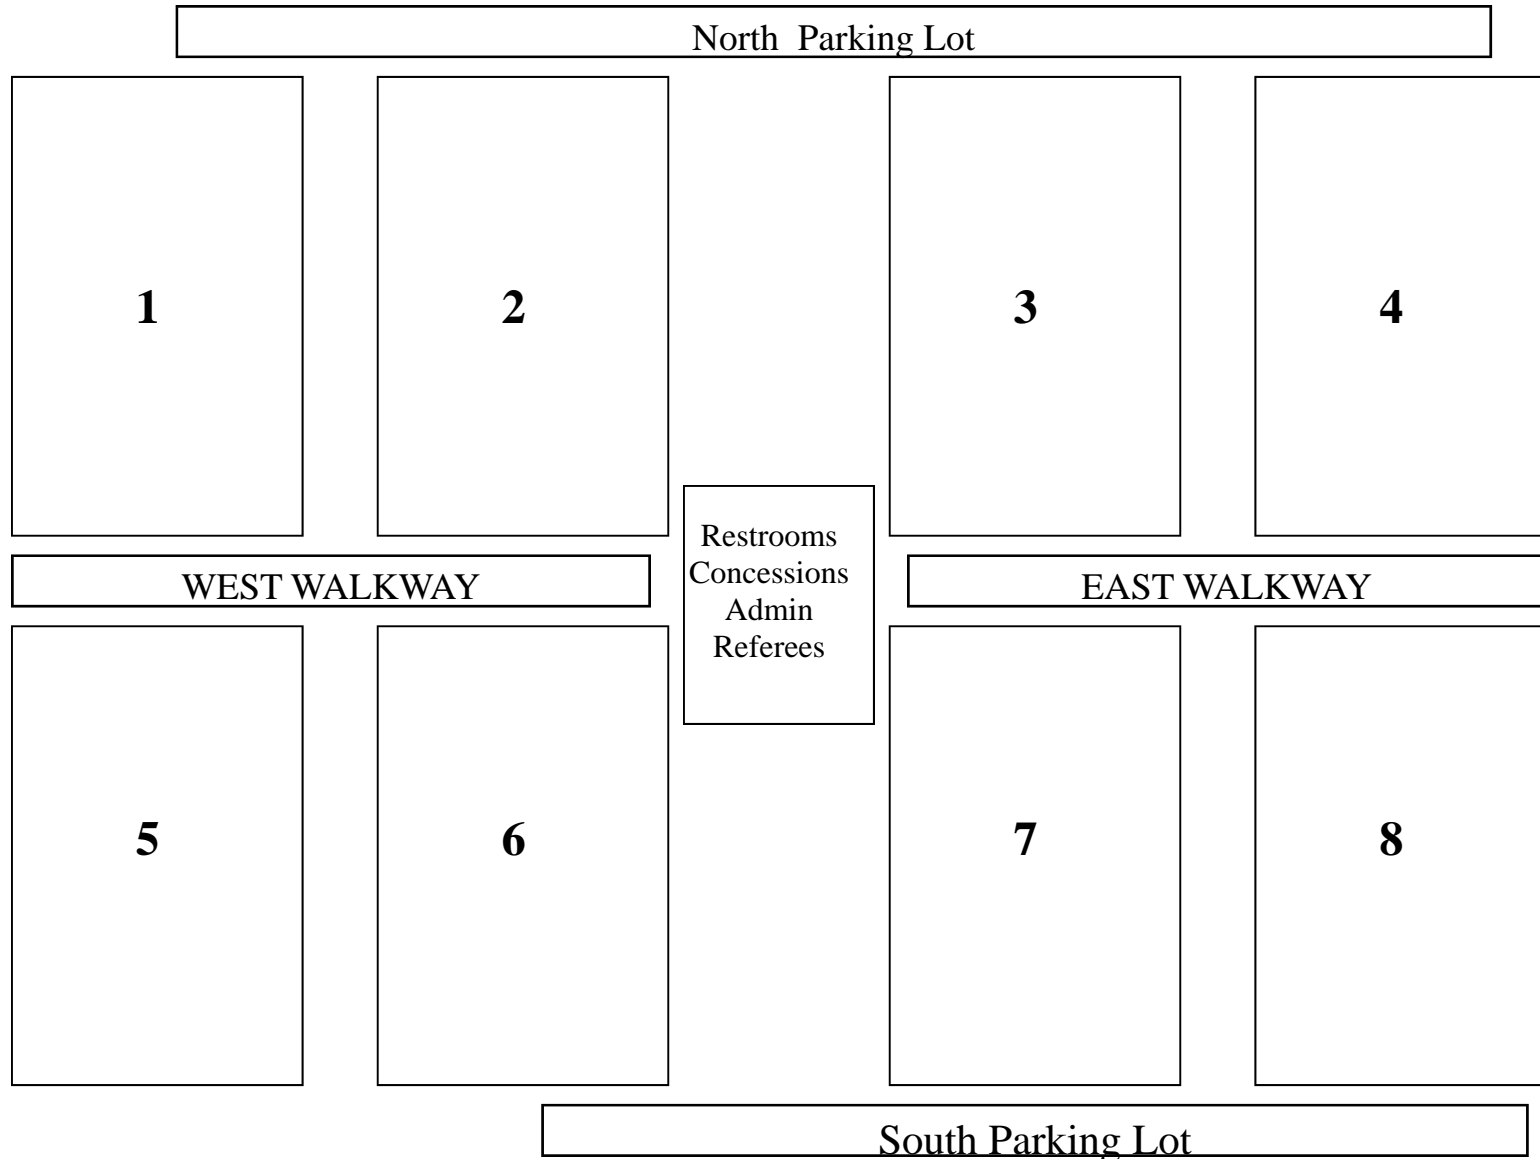 North  Parking Lot
1
2
3
4
Restrooms
Concessions
Admin
Referees
WEST WALKWAY
EAST WALKWAY
5
6
7
8
South Parking Lot